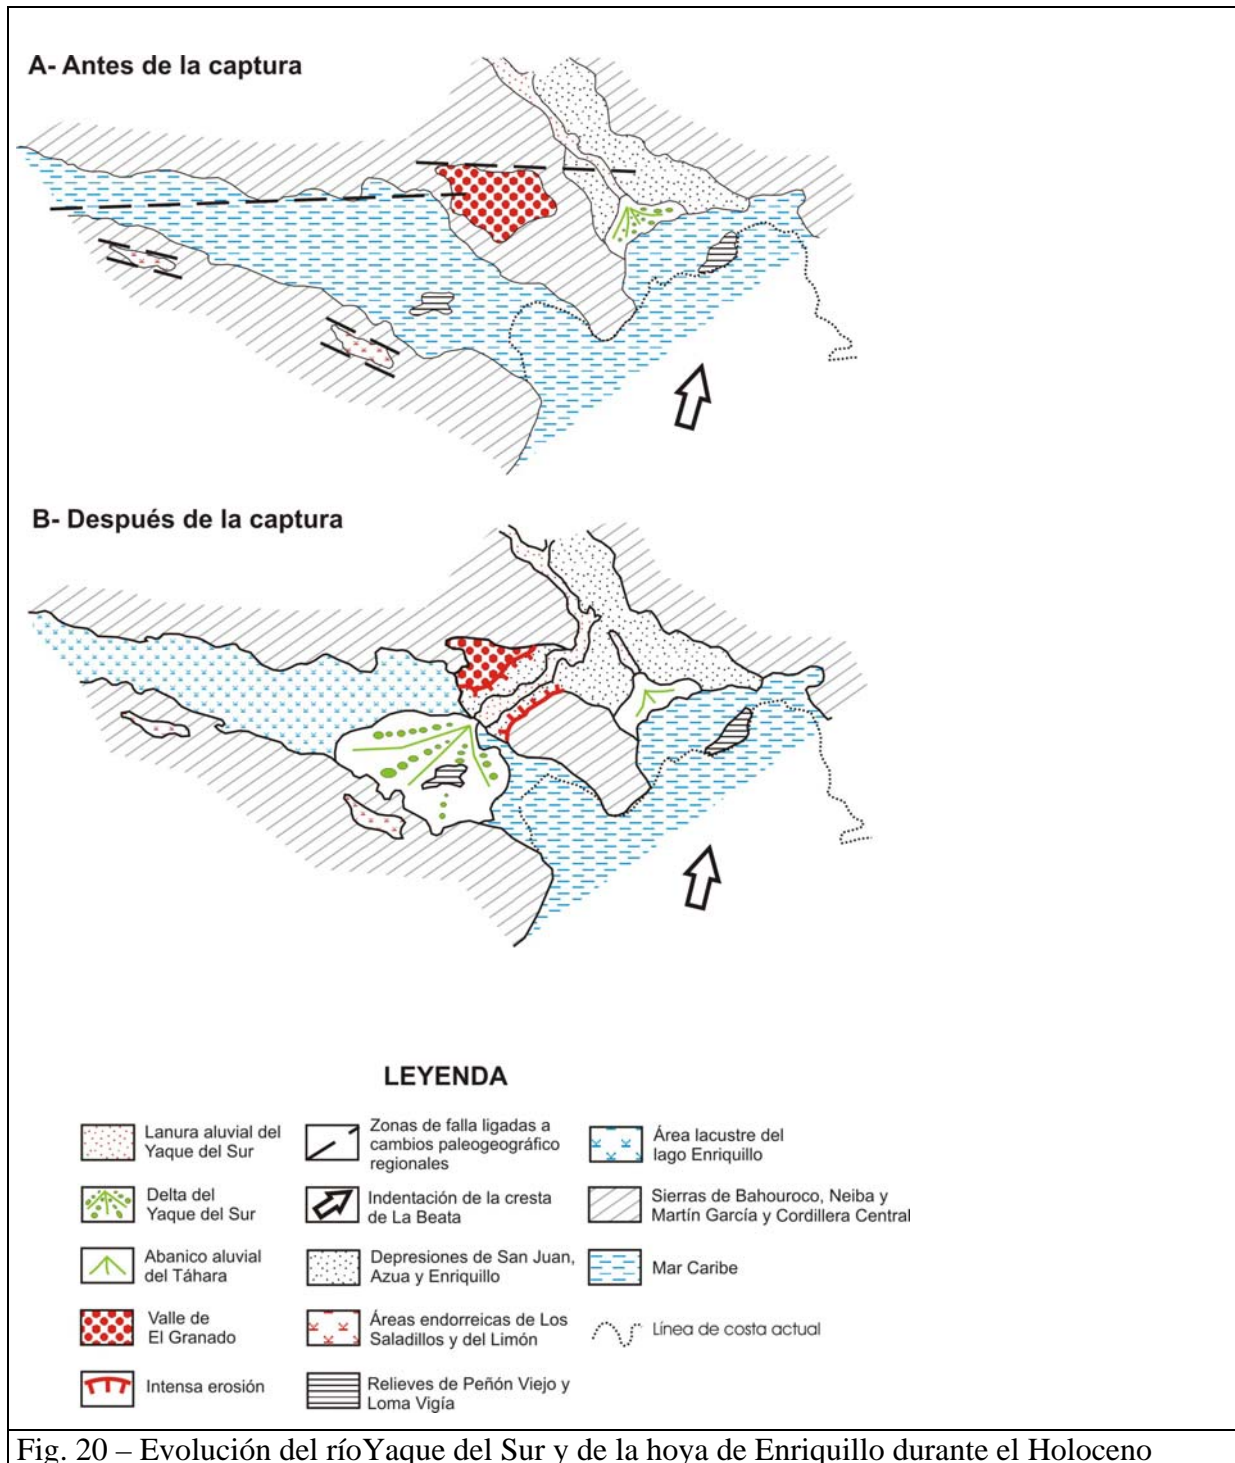 A- Antes de la captura
B- Después de la captura
LEYENDA
Lanura aluvial del
Yaque del Sur
Delta del
Yaque del Sur
Abanico aluvial
del Táhara
Valle de
El Granado
Intensa erosión
Zonas de falla ligadas a
cambios paleogeográfico
regionales
Indentación de la cresta
de La Beata
Depresiones de San Juan,
Azua y Enriquillo
Áreas endorreicas de Los
Saladillos y del Limón
Relieves de Peñón Viejo y
Loma Vigía
Área lacustre del
lago Enriquillo
Sierras de Bahouroco, Neiba y
Martín García y Cordillera Central
Mar Caribe
Línea de costa actual
Fig. 20 – Evolución del ríoYaque del Sur y de la hoya de Enriquillo durante el Holoceno